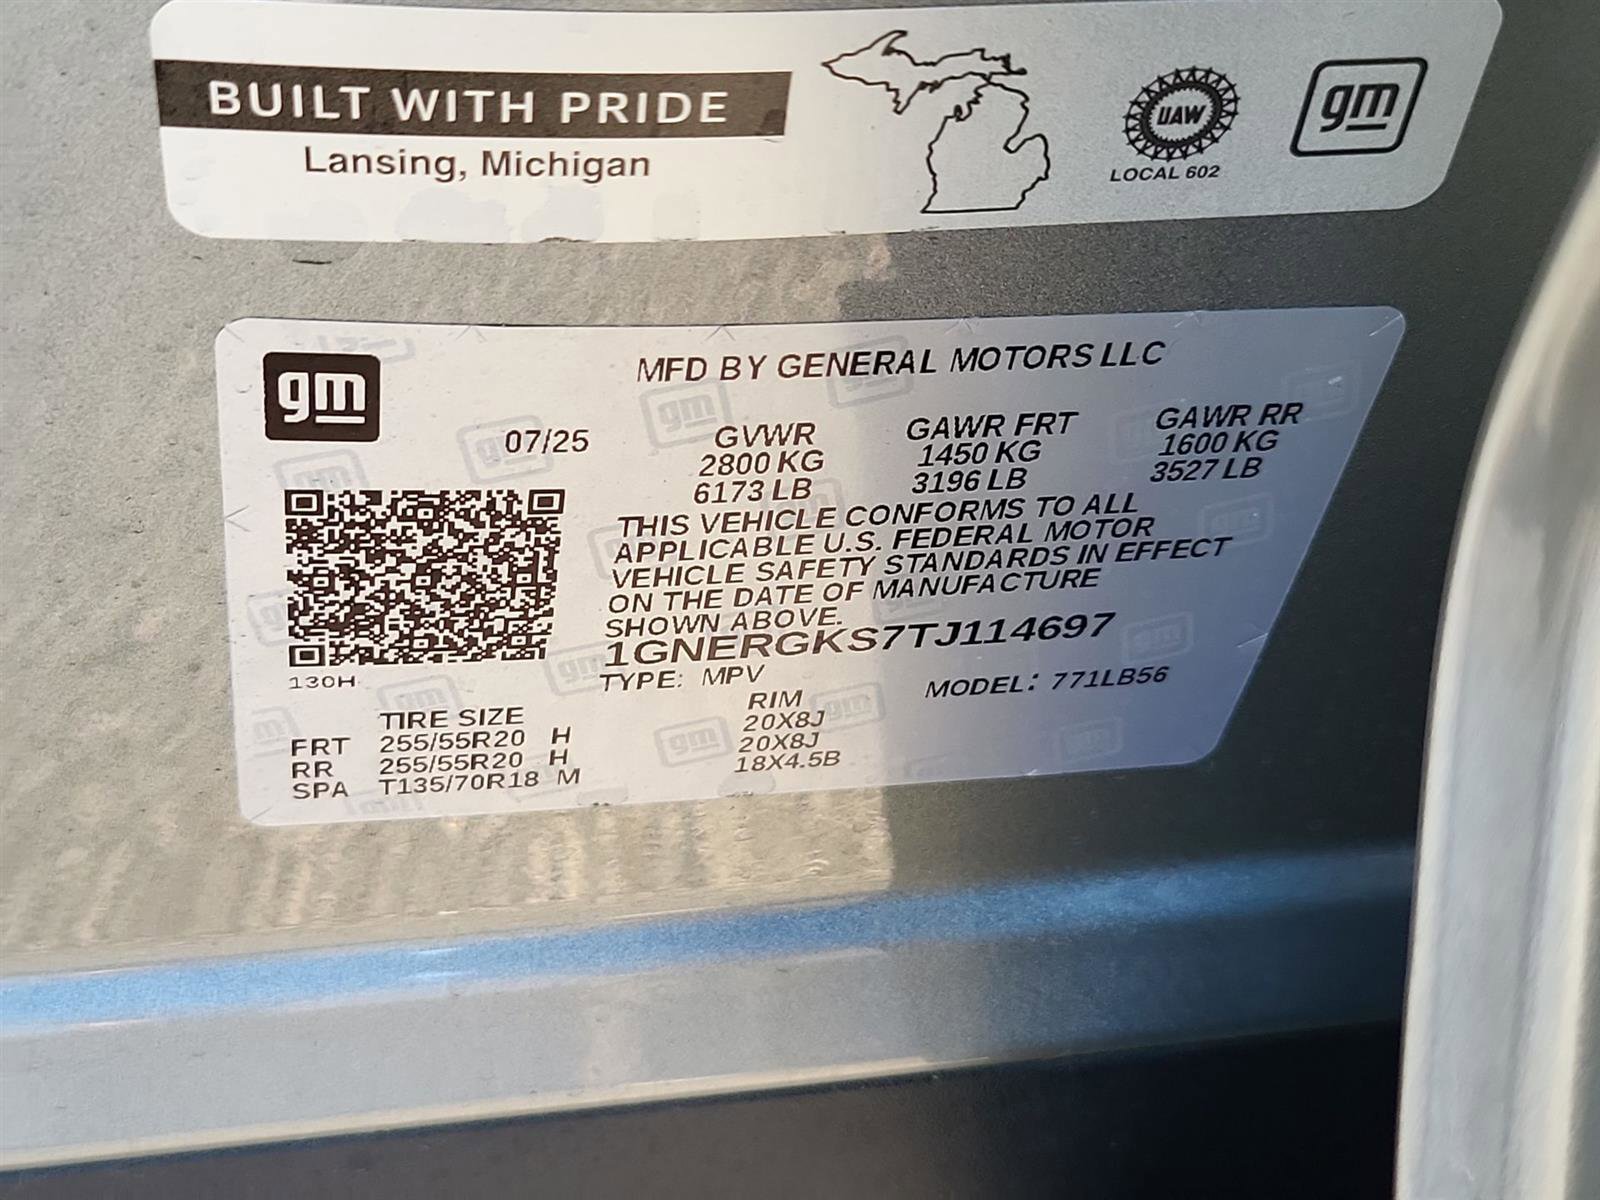 BUILT WITH PRIDE
Lansing, Michigan
UAW
LOCAL 602
gm
gm
MFD BY GENERAL MOTORS LLC
07/25
GVWR
2800 KG
6173 LB
GAWR FRT
1450 KG
3196 LB
GAWR RR
1600 KG
3527 LB
THIS VEHICLE CONFORMS TO ALL
APPLICABLE U.S. FEDERAL MOTOR
VEHICLE SAFETY STANDARDS IN EFFECT
ON THE DATE OF MANUFACTURE
SHOWN ABOVE.
1GNERGKS7TJ114697
TYPE: MPV
MODEL: 771LB56
130H
TIRE SIZE
RIM
FRT 255/55R20 H 20X8J
RR 255/55R20 H 20X8J
SPA T135/70R18 M 18X4.5B